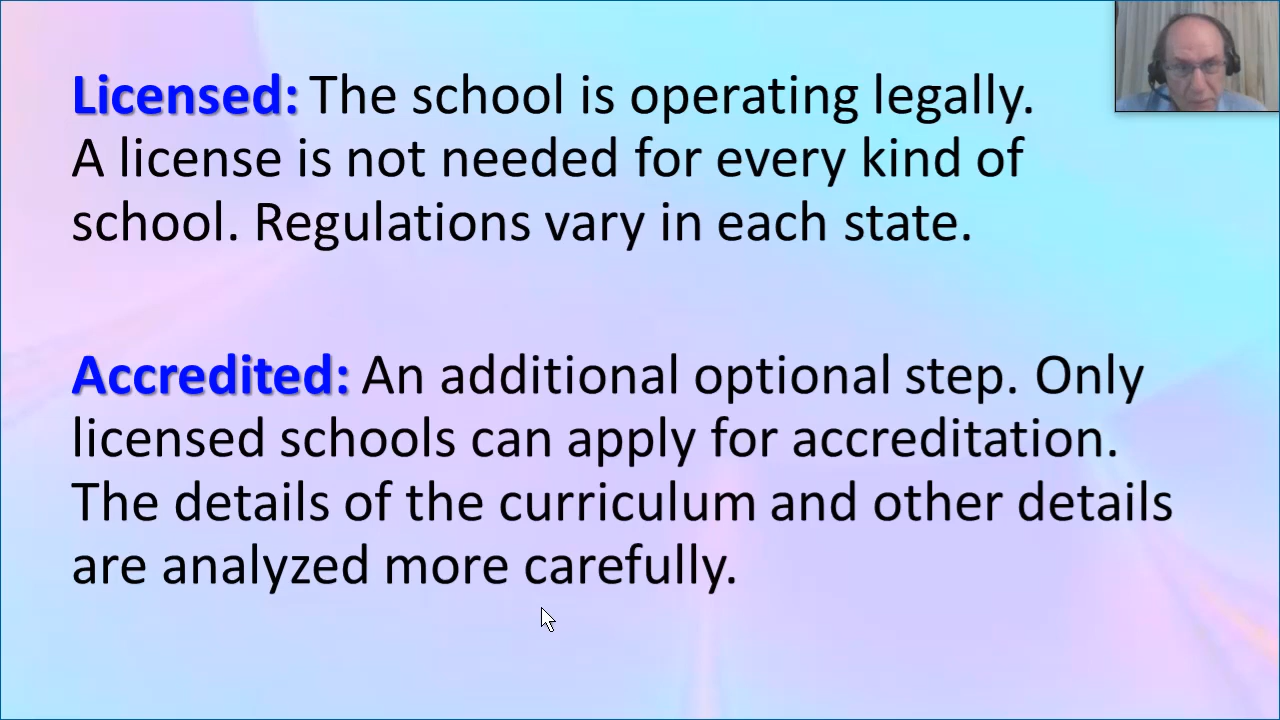 Licensed: The school is operating legally.
A license is not needed for every kind of
school. Regulations vary in each state.
Accredited: An additional optional step. Only
licensed schools can apply for accreditation.
The details of the curriculum and other details
are analyzed more carefully.